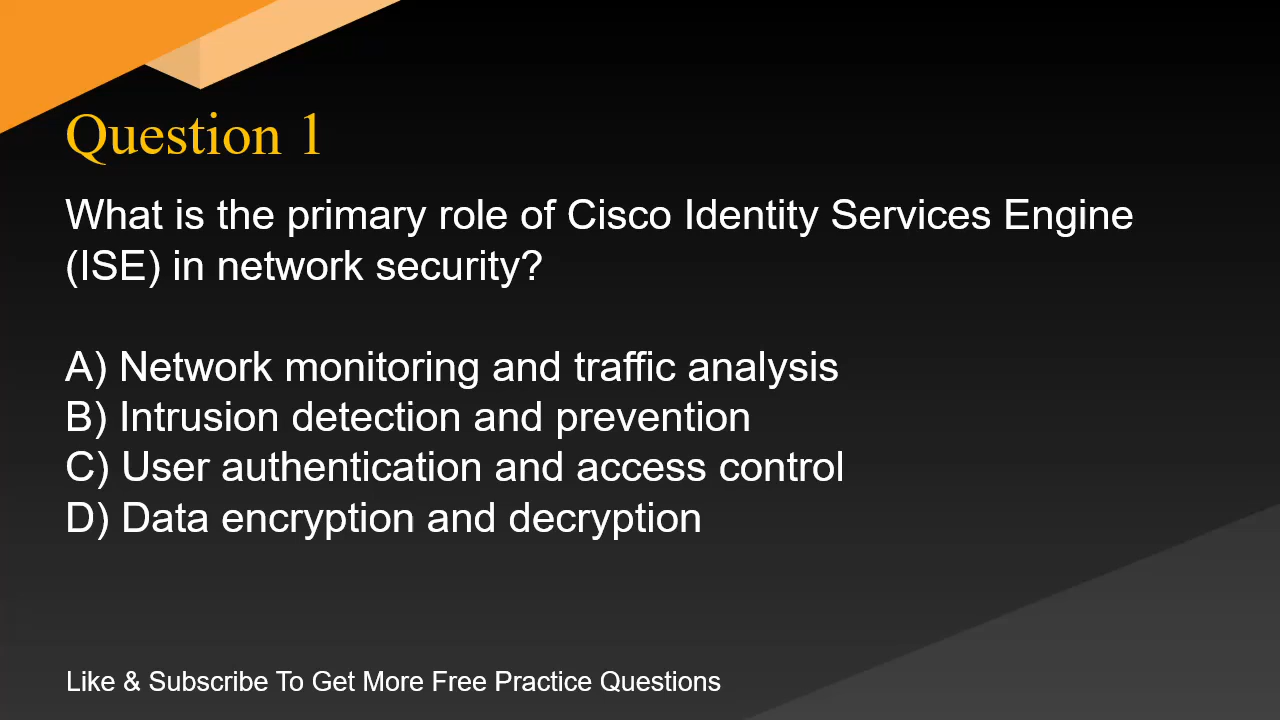 Question 1
What is the primary role of Cisco Identity Services Engine
(ISE) in network security?
A) Network monitoring and traffic analysis
B) Intrusion detection and prevention
C) User authentication and access control
D) Data encryption and decryption
Like & Subscribe To Get More Free Practice Questions